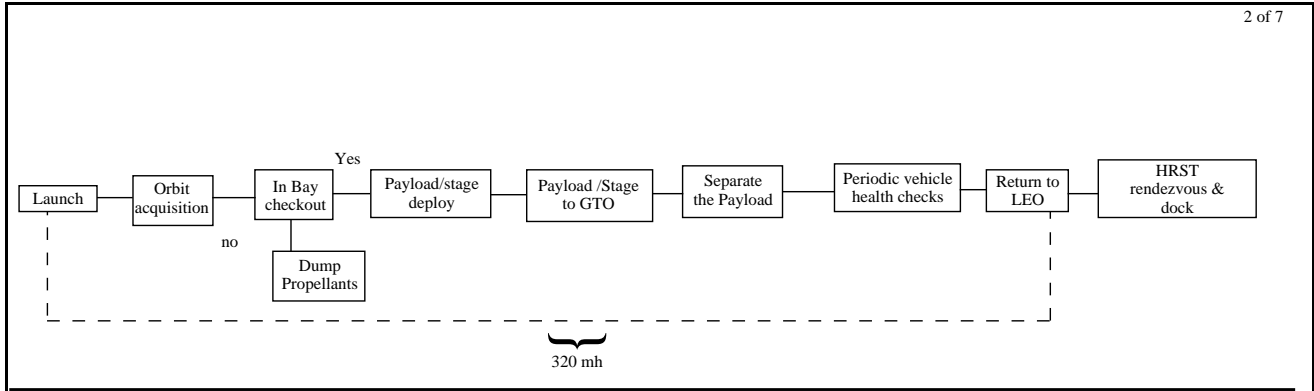 2 of 7
Launch
Orbit
acquisition
In Bay
checkout
Yes
no
Dump
Propellants
Payload/stage
deploy
Payload /Stage
to GTO
Separate
the Payload
Periodic vehicle
health checks
Return to
LEO
HRST
rendezvous &
dock
320 mh